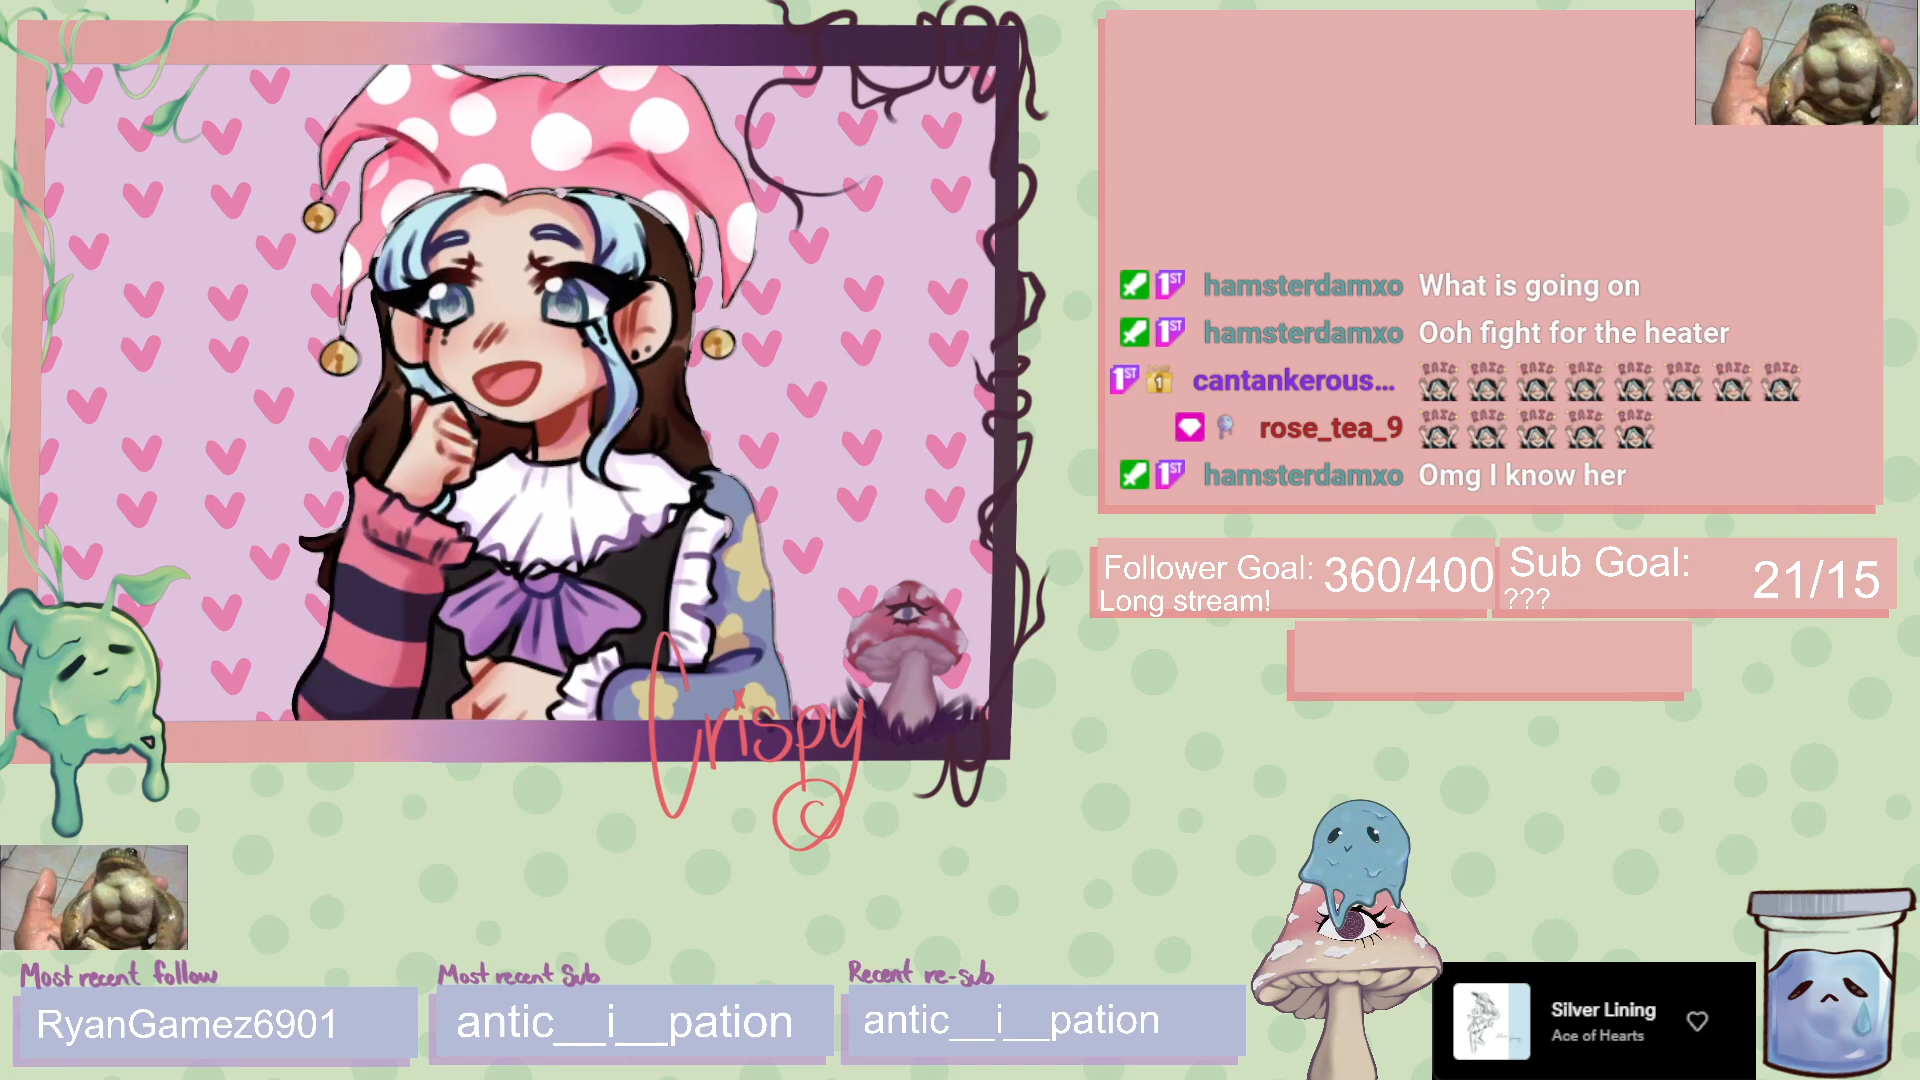 hamsterdamxo What is going on
hamsterdamxo Ooh fight for the heater
cantankerous...
rose_tea_9
hamsterdamxo Omg I know her
Follower Goal: 360/400
Long stream!
Sub Goal: 21/15
???
Crispy
Most recent follow
RyanGamez6901
Most recent Sub
antic__i__pation
Recent re-sub
antic__i__pation
Silver Lining
Ace of Hearts